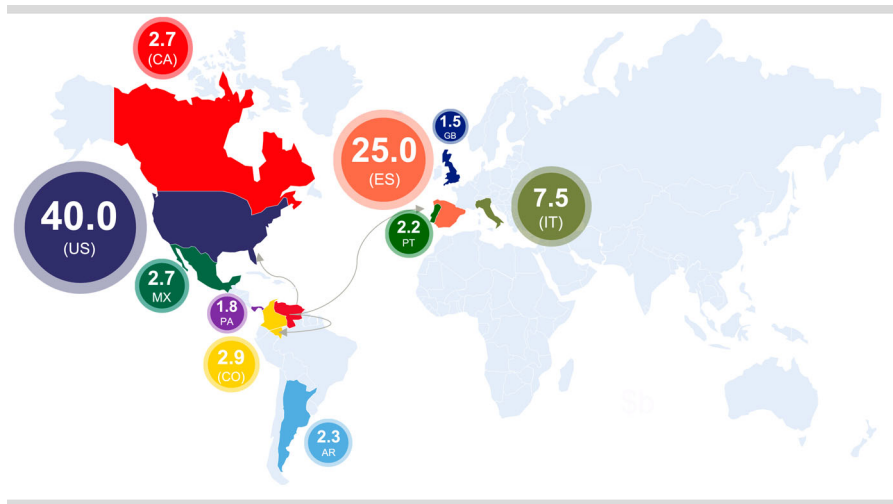 2.7
(CA)
1.5
GB
25.0
(ES)
40.0
(US)
7.5
(IT)
2.2
PT
2.7
MX
1.8
PA
2.9
(CO)
2.3
AR
Sb